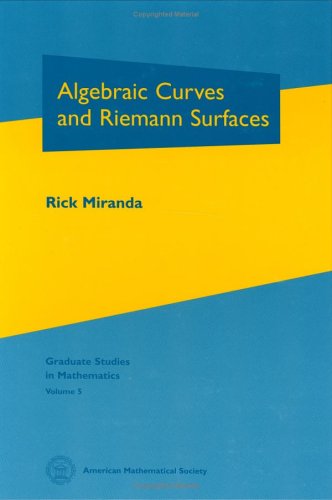 Algebraic Curves
and Riemann Surfaces
Rick Miranda
Graduate Studies
in Mathematics
Volume 5
American Mathematical Society